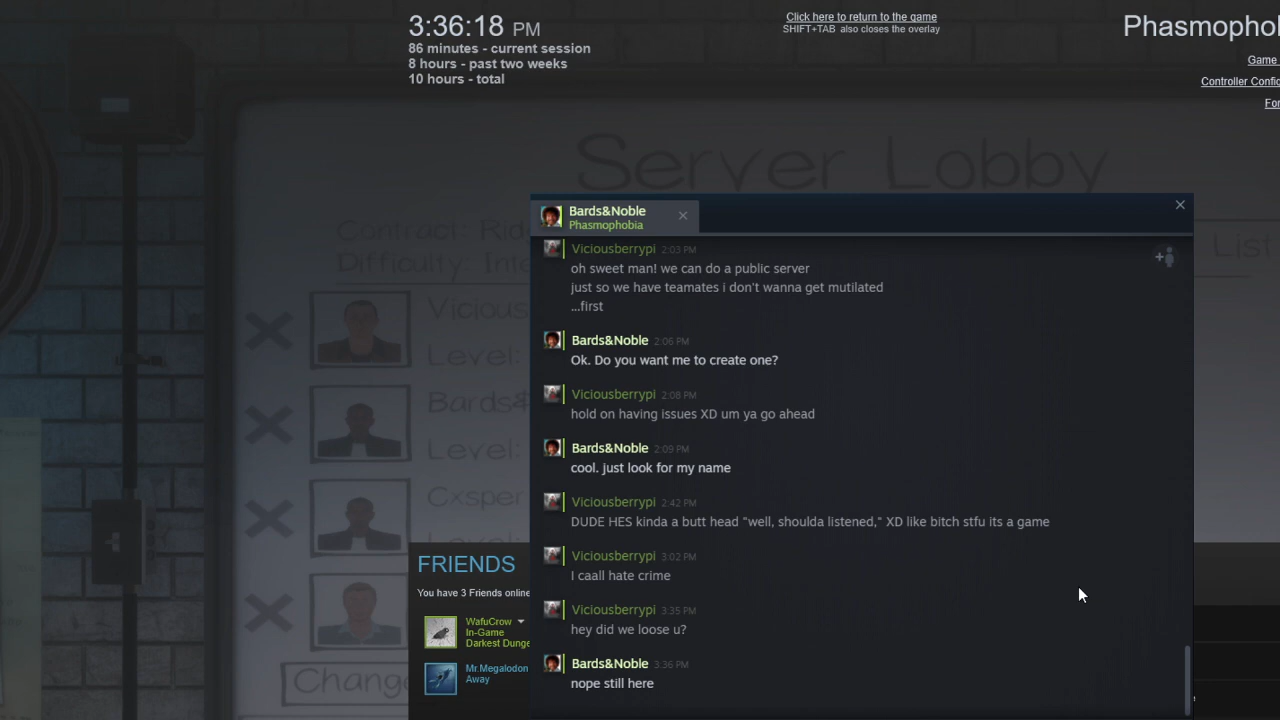 3:36:18 PM
86 minutes - current session
8 hours - past two weeks
10 hours - total
Click here to return to the game
SHIFT+TAB also closes the overlay
Game
Server Lobby
Contract:
Difficulty
Level:
Level:
Bards&Noble
Phasmophobia
Viciousberrypi 2:03 PM
oh sweet man! we can do a public server
just so we have teamates i don't wanna get mutilated
...first
Bards&Noble 2:06 PM
Ok. Do you want me to create one?
Viciousberrypi 2:08 PM
hold on having issues XD um ya go ahead
Bards&Noble 2:09 PM
cool. just look for my name
Viciousberrypi 2:42 PM
DUDE HES kinda a butt head "well, shoulda listened," XD like bitch stfu its a game
Viciousberrypi 3:02 PM
I caall hate crime
Viciousberrypi 3:35 PM
hey did we loose u?
Bards&Noble 3:36 PM
nope still here
FRIENDS
You have 3 Friends online
WafuCrow
In-Game
Darkest Dunge
Mr.Megalodon
Away